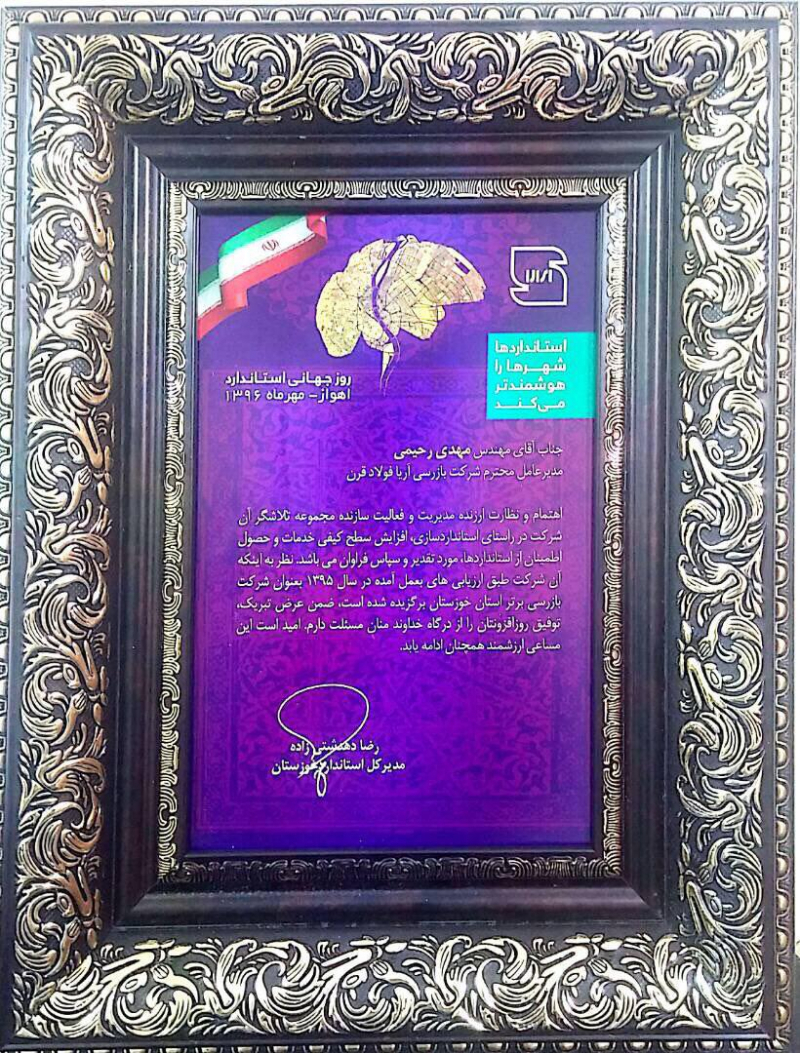 استانداردها
شهرها را
هوشمندتر
می‌کنند
روز جهانی استاندارد
اهواز - مهرماه ۱۳۹۶
جناب آقای مهندس مهدی رحیمی
مدیرعامل محترم شرکت بازرسی آریا فولاد قرن
اهتمام و نظارت ارزنده مدیریت و فعالیت سازنده مجموعه تلاشگر آن
شرکت در راستای استانداردسازی، افزایش سطح کیفی خدمات و حصول
اطمینان از استانداردها، مورد تقدیر و سپاس فراوان می باشد. نظر به اینکه
آن شرکت طبق ارزیابی های بعمل آمده در سال ۱۳۹۵ بعنوان شرکت
بازرسی برتر استان خوزستان برگزیده شده است، ضمن عرض تبریک،
توفیق روزافزونتان را از درگاه خداوند منان مسئلت دارم. امید است این
مساعی ارزشمند همچنان ادامه یابد.
رضا دهدشتی زاده
مدیرکل استاندارد خوزستان